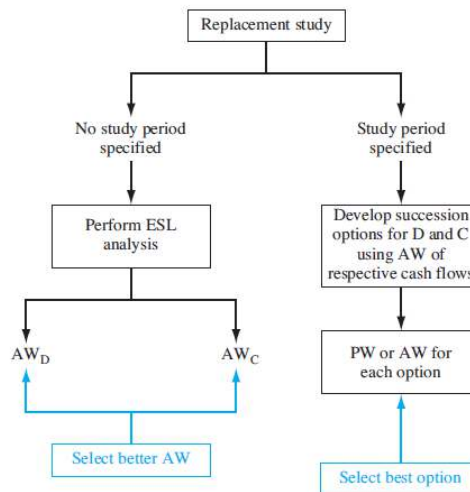 Replacement study
No study period
specified
Study period
specified
Perform ESL
analysis
Develop succession
options for D and C
using AW of
respective cash flows
AWD
AWC
PW or AW for
each option
Select better AW
Select best option